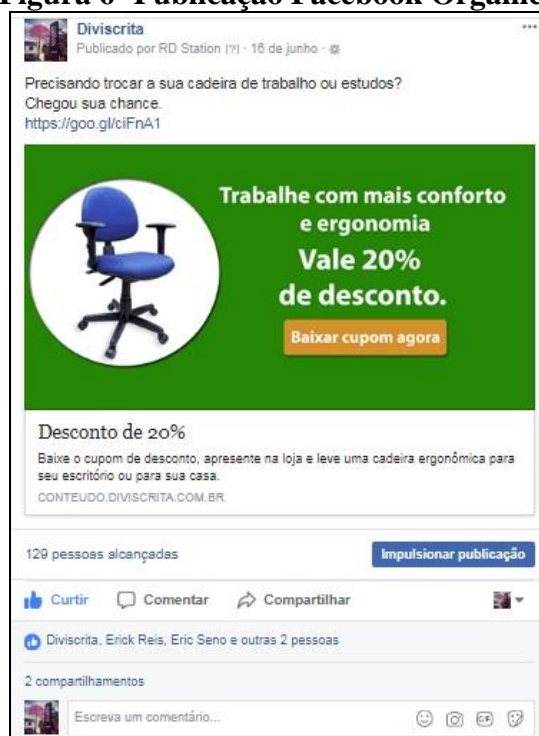 Diviscrita
Publicado por RD Station [?] · 16 de junho ·
Precisando trocar a sua cadeira de trabalho ou estudos?
Chegou sua chance.
https://goo.gl/ciFnA1
Trabalhe com mais conforto
e ergonomia
Vale 20%
de desconto.
Baixar cupom agora
Desconto de 20%
Baixe o cupom de desconto, apresente na loja e leve uma cadeira ergonômica para
seu escritório ou para sua casa.
CONTEUDO.DIVISCRITA.COM.BR
129 pessoas alcançadas
Impulsionar publicação
Curtir Comentar Compartilhar
Diviscrita, Erick Reis, Eric Seno e outras 2 pessoas
2 compartilhamentos
Escreva um comentário...
GIF